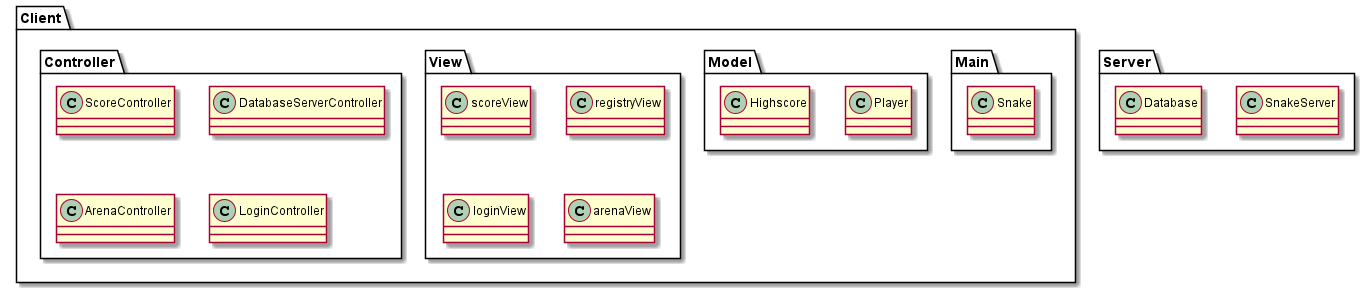 Client
Controller
View
Model
Main
Server
C ScoreController
C DatabaseServerController
C scoreView
C registryView
C Highscore
C Player
C Snake
C Database
C SnakeServer
C ArenaController
C LoginController
C loginView
C arenaView